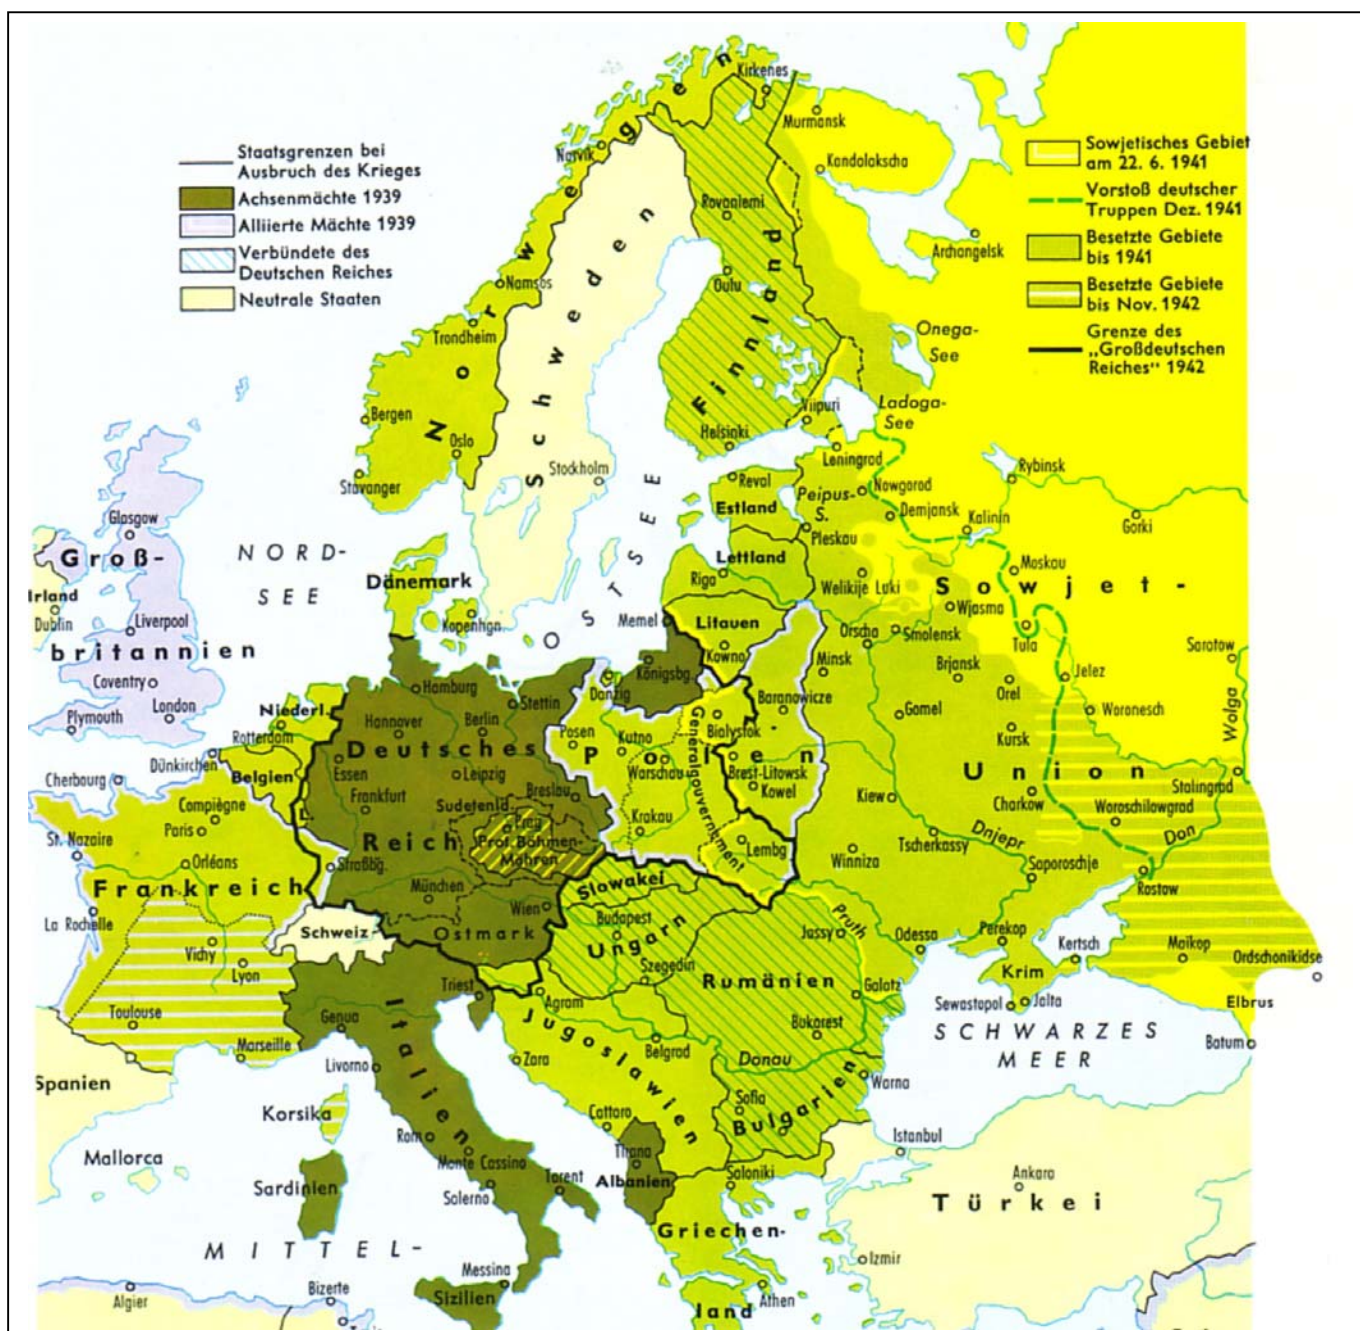 Staatsgrenzen bei
Ausbruch des Krieges
Achsenmächte 1939
Alliierte Mächte 1939
Verbündete des
Deutschen Reiches
Neutrale Staaten
Sowjetisches Gebiet
am 22. 6. 1941
Vorstoß deutscher
Truppen Dez. 1941
Besetzte Gebiete
bis 1941
Besetzte Gebiete
bis Nov. 1942
Grenze des
„Großdeutschen
Reiches" 1942
Kirkenes
Murmansk
Kandalakscha
Narvik
Norwegen
Rovaniemi
Archangelsk
Schweden
Finnland
Oulu
Namsos
Trondheim
Onega-
See
Bergen
Oslo
Helsinki
Viipuri
Ladoga-
See
Leningrad
Stavanger
Stockholm
Reval
Estland
Peipus-
S.
Nowgorod
Demjansk
Rybinsk
Kalinin
Gorki
Glasgow
Groß-
britannien
NORD-
SEE
OSTSEE
Pleskau
Lettland
Riga
Welikije Luki
Moskau
Sowjet-
Union
Irland
Dublin
Liverpool
Dänemark
Kopenhgn.
Memel
Litauen
Kowno
Orscha
Smolensk
Wjasma
Tula
Saratow
Coventry
London
Plymouth
Königsbg.
Danzig
Minsk
Baranowicze
Brjansk
Orel
Jelez
Woronesch
Wolga
Hamburg
Stettin
Niederl.
Rotterdam
Hannover
Berlin
Deutsches
Reich
Posen
Kutno
Polen
Warschau
Generalgouvernement
Bialystok
Brest-Litowsk
Kowel
Gomel
Kursk
Cherbourg
Dünkirchen
Belgien
L.
Essen
Leipzig
Frankfurt
Breslau
Sudetenld.
Prag
Prot. Böhmen-
Mähren
Krakau
Lembg.
Kiew
Charkow
Stalingrad
Woroschilowgrad
Don
Compiègne
Paris
St. Nazaire
Orléans
Straßbg.
Frankreich
München
Wien
Slowakei
Winniza
Tscherkassy
Dnjepr
Saporoschje
Rostow
La Rochelle
Vichy
Lyon
Schweiz
Ostmark
Budapest
Ungarn
Szegedin
Jassy
Pruth
Odessa
Perekop
Kertsch
Maikop
Ordschonikidse
Triest
Agram
Rumänien
Galatz
Krim
Sewastopol
Jalta
Elbrus
Toulouse
Genua
Italien
Jugoslawien
Belgrad
Bukarest
SCHWARZES
MEER
Batum
Marseille
Livorno
Zara
Donau
Warna
Spanien
Korsika
Sofia
Bulgarien
Rom
Cattaro
Istanbul
Mallorca
Monte Cassino
Tirana
Saloniki
Ankara
Sardinien
Salerno
Tarent
Albanien
Türkei
Griechen-
land
MITTEL-
Messina
Izmir
Algier
Bizerte
Sizilien
Athen